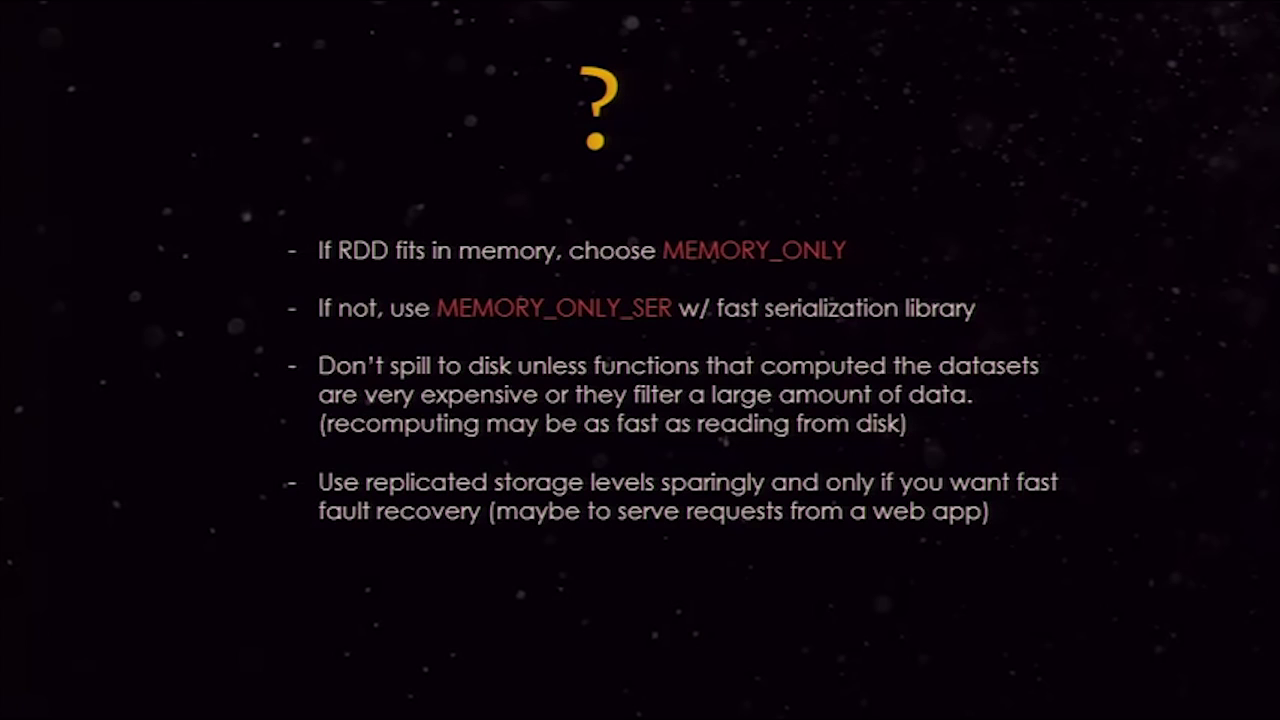 ?
- If RDD fits in memory, choose MEMORY_ONLY
- If not, use MEMORY_ONLY_SER w/ fast serialization library
- Don't spill to disk unless functions that computed the datasets
are very expensive or they filter a large amount of data.
(recomputing may be as fast as reading from disk)
- Use replicated storage levels sparingly and only if you want fast
fault recovery (maybe to serve requests from a web app)